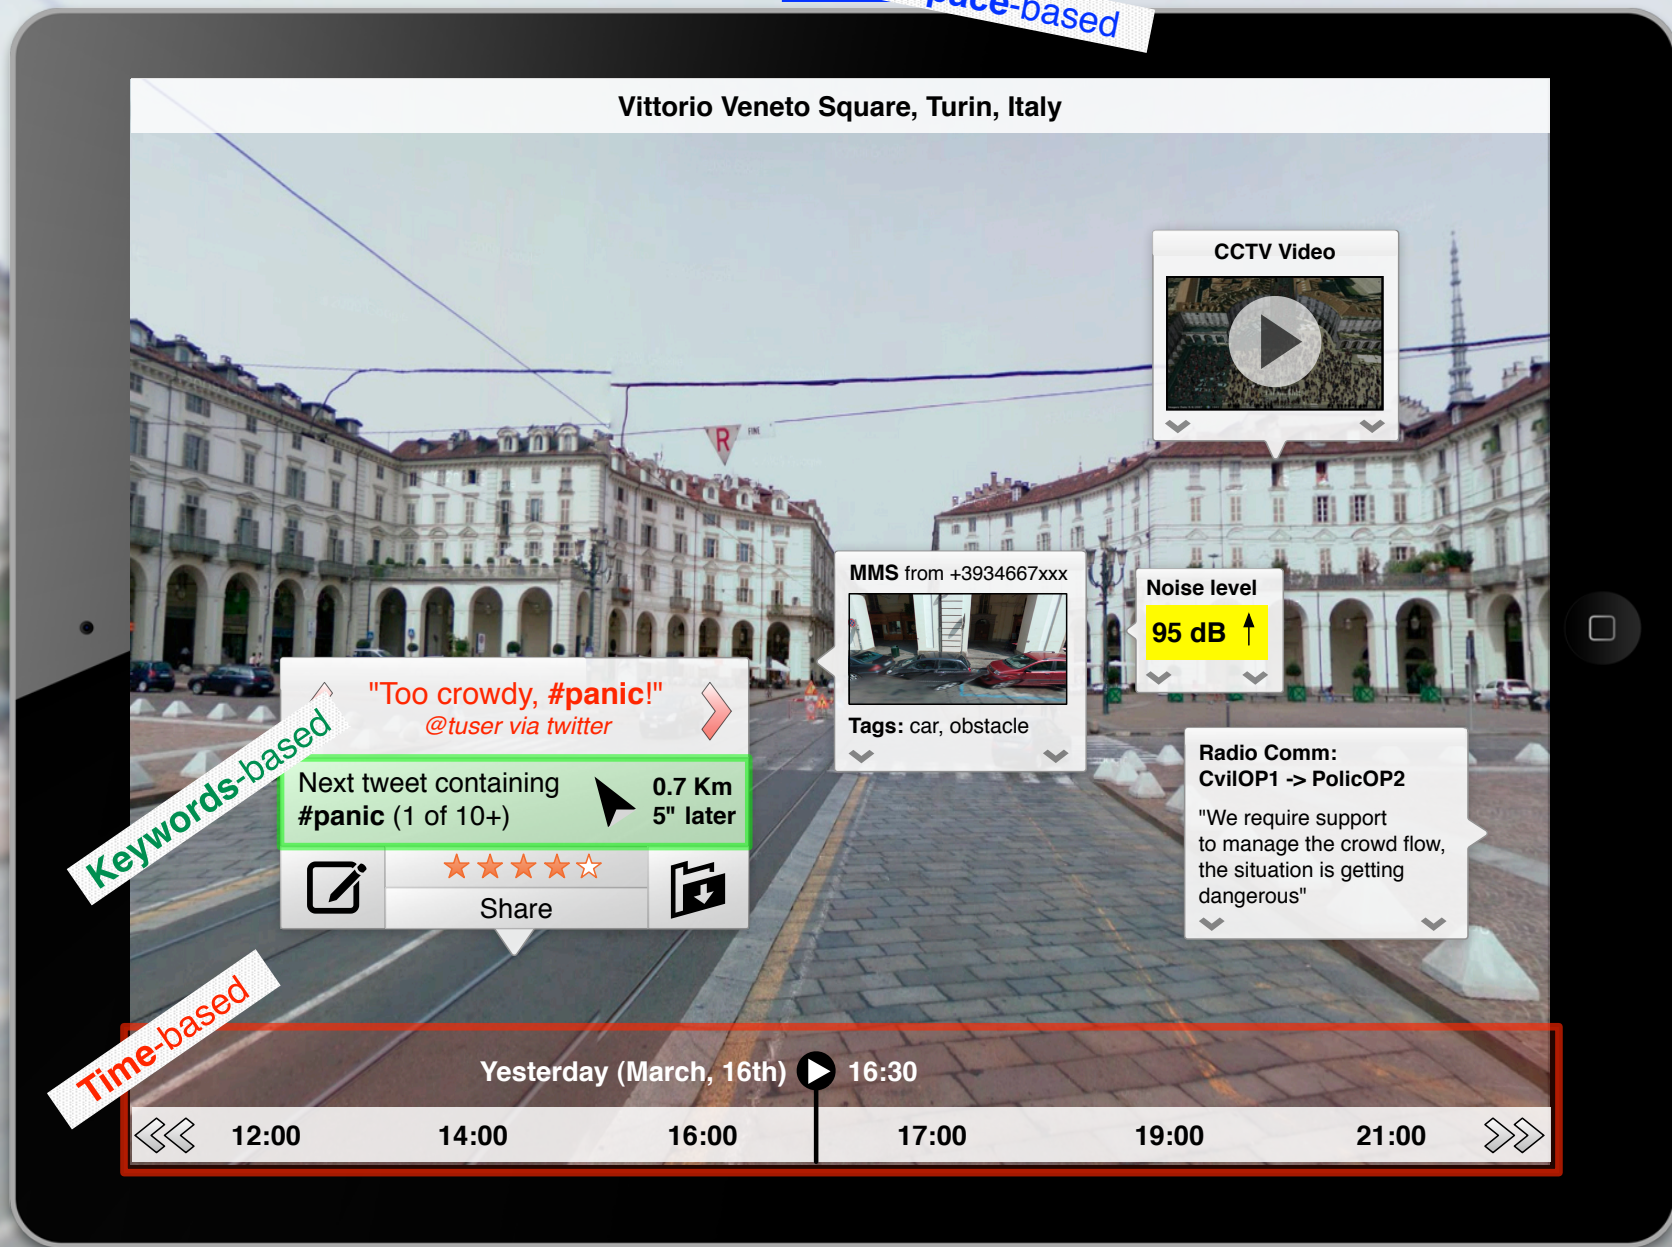 -based
Vittorio Veneto Square, Turin, Italy
CCTV Video
R
FINE
MMS from +3934667xxx
Tags: car, obstacle
Noise level
95 dB
"Too crowdy, #panic!"
@tuser via twitter
Next tweet containing
#panic (1 of 10+)
0.7 Km
5" later
Share
Keywords-based
Radio Comm:
CvilOP1 -> PolicOP2
"We require support
to manage the crowd flow,
the situation is getting
dangerous"
Time-based
Yesterday (March, 16th) 16:30
12:00 14:00 16:00 17:00 19:00 21:00